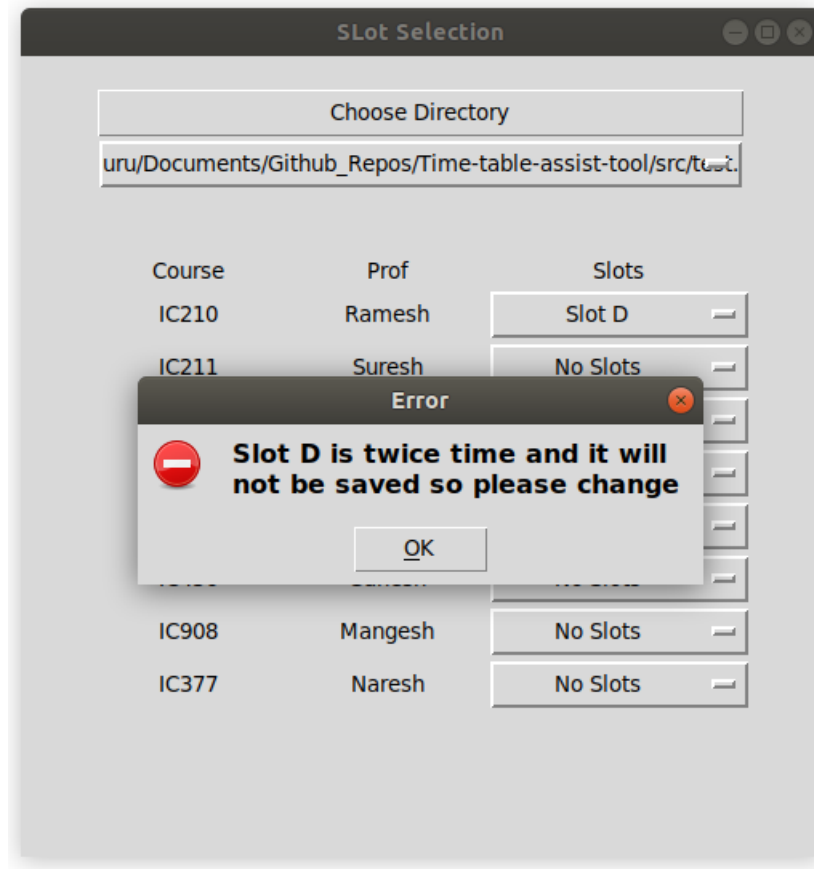 SLot Selection
Choose Directory
uru/Documents/Github_Repos/Time-table-assist-tool/src/test.
Course Prof Slots
IC210 Ramesh Slot D
IC211 Suresh No Slots
Error
Slot D is twice time and it will
not be saved so please change
OK
IC908 Mangesh No Slots
IC377 Naresh No Slots